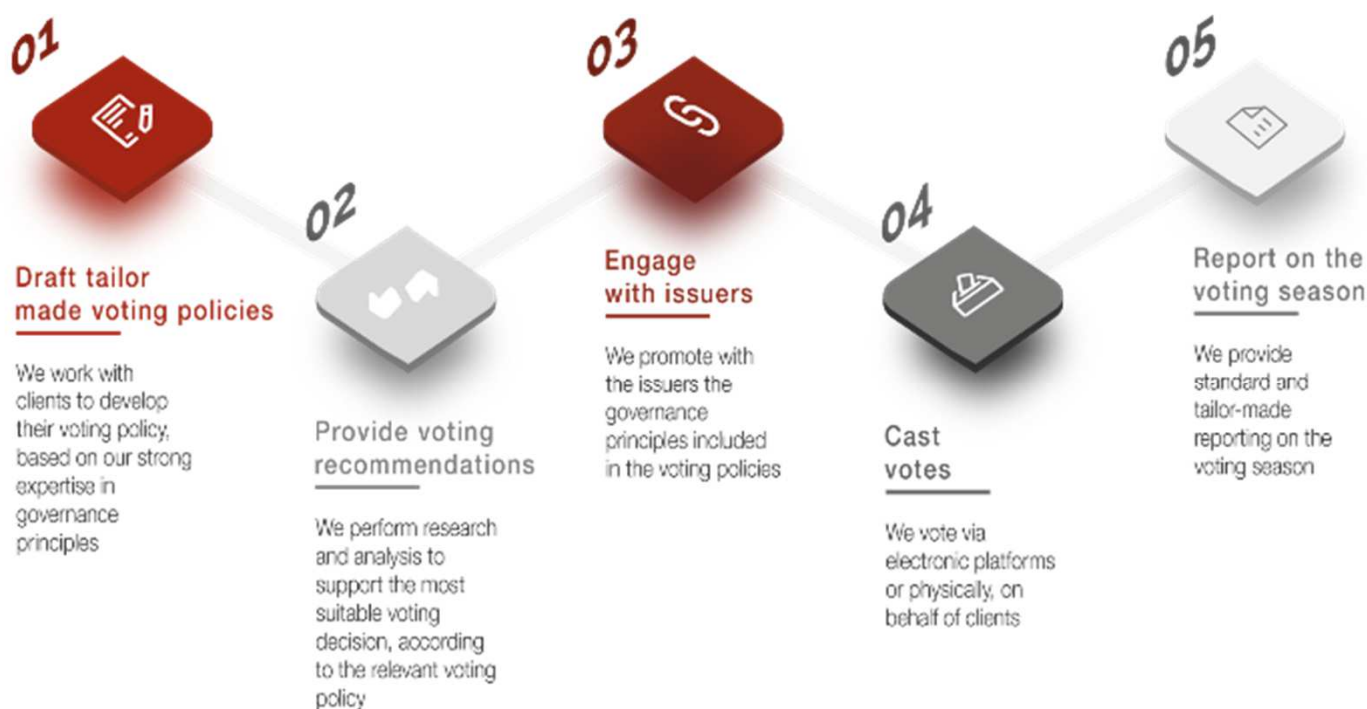 01
Draft tailor
made voting policies
We work with
clients to develop
their voting policy,
based on our strong
expertise in
governance
principles
02
Provide voting
recommendations
We perform research
and analysis to
support the most
suitable voting
decision, according
to the relevant voting
policy
03
Engage
with issuers
We promote with
the issuers the
governance
principles included
in the voting policies
04
Cast
votes
We vote via
electronic platforms
or physically, on
behalf of clients
05
Report on the
voting season
We provide
standard and
tailor-made
reporting on the
voting season